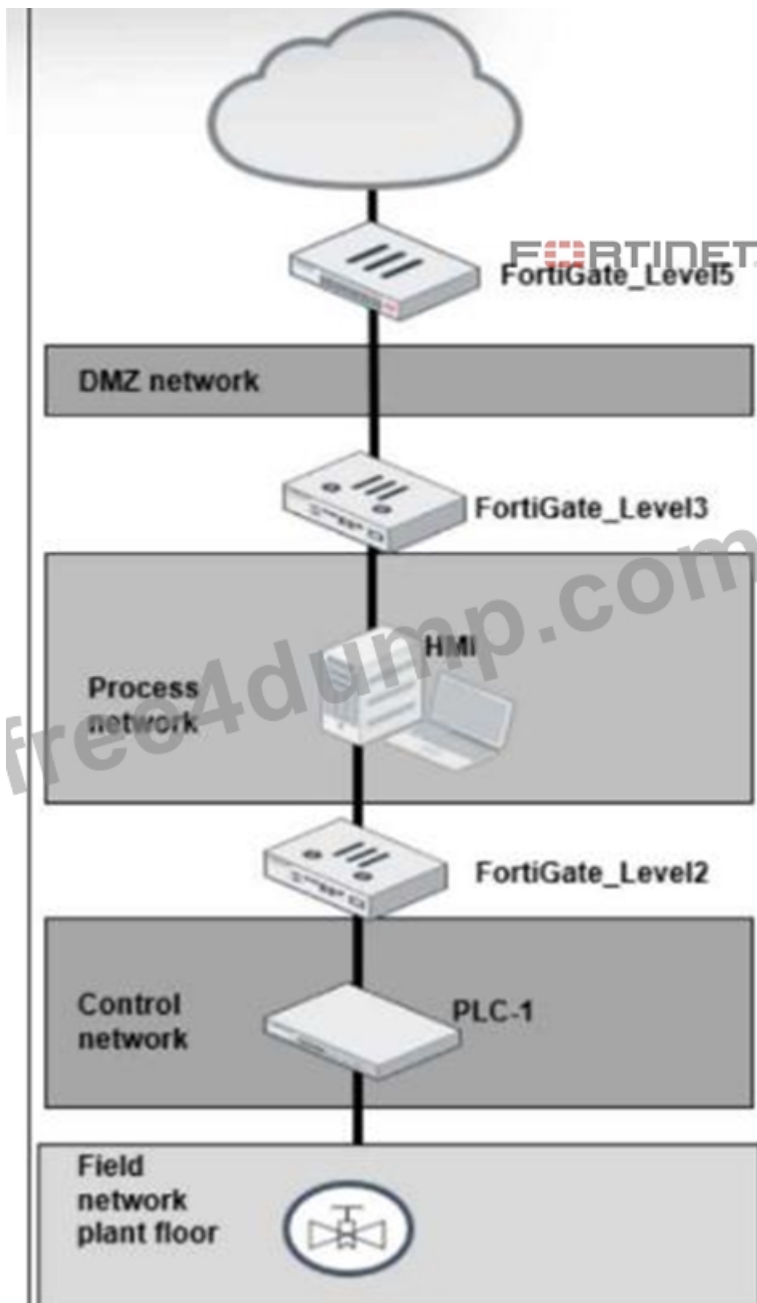 FORTINET
FortiGate_Level5
DMZ network
FortiGate_Level3
HMI
Process
network
free4dump.com
FortiGate_Level2
Control
network
PLC-1
Field
network
plant floor